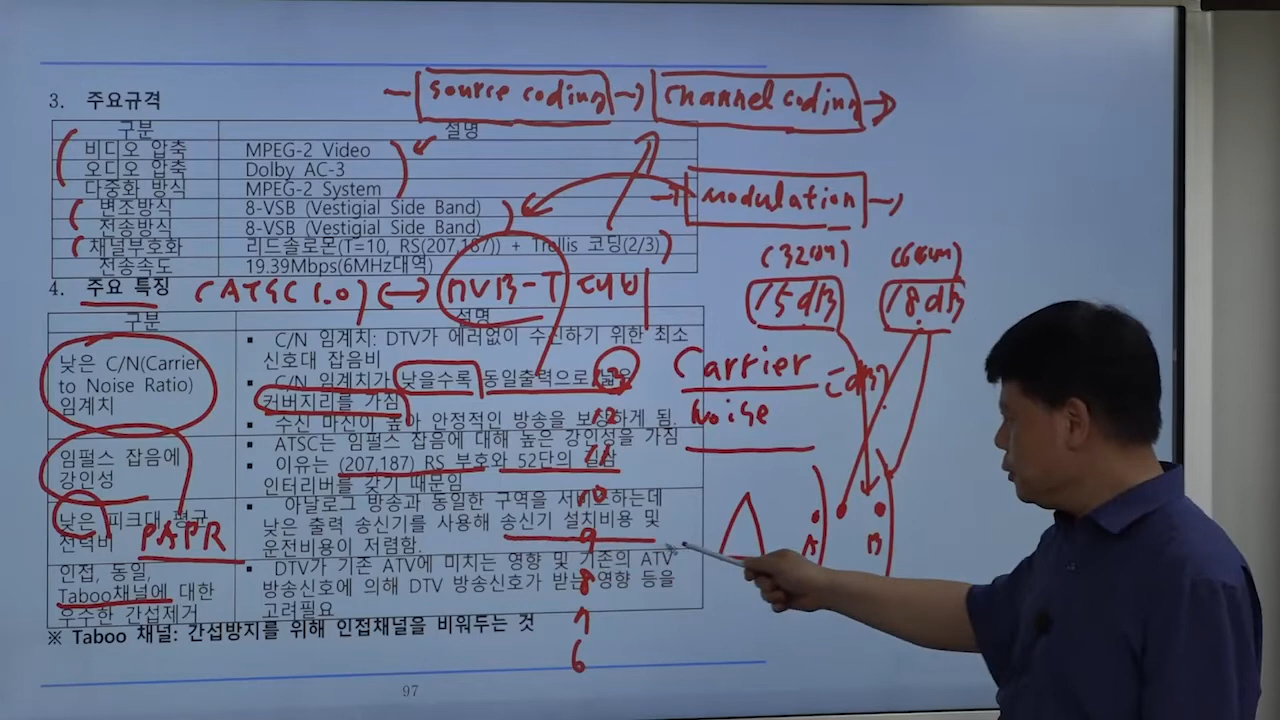 source coding → channel coding →
3. 주요규격
구분 설명
비디오 압축 MPEG-2 Video
오디오 압축 Dolby AC-3
다중화 방식 MPEG-2 System
→ modulation →
변조방식 8-VSB (Vestigial Side Band)
전송방식 8-VSB (Vestigial Side Band)
채널부호화 리드솔로몬(T=10, RS(207,187)) + Trellis 코딩(2/3)
전송속도 19.39Mbps(6MHz대역)
4. 주요 특징 (ATSC 1.0) ↔ DVB-T 대비
15dB 18dB
구분 설명
낮은 C/N(Carrier
to Noise Ratio)
임계치
▪ C/N 임계치: DTV가 에러없이 수신하기 위한 최소
신호대 잡음비
▪ C/N 임계치가 낮을수록 동일출력으로 넓은
커버지리를 가짐
▪ 수신 마진이 높아 안정적인 방송을 보장하게 됨
Carrier
Noise
임펄스 잡음에
강인성
▪ ATSC는 임펄스 잡음에 대해 높은 강인성을 가짐
▪ 이유는 (207,187) RS 부호와 52단의 길쌈
인터리버를 갖기 때문임
낮은 피크대 평균
전력비 PAPR
▪ 아날로그 방송과 동일한 구역을 서비스하는데
낮은 출력 송신기를 사용해 송신기 설치비용 및
운전비용이 저렴함.
인접, 동일,
Taboo채널에 대한
우수한 간섭제거
▪ DTV가 기존 ATV에 미치는 영향 및 기존의 ATV
방송신호에 의해 DTV 방송신호가 받는 영향 등을
고려필요
※ Taboo 채널: 간섭방지를 위해 인접채널을 비워두는 것
13
12
11
10
9
8
7
6
A B
97